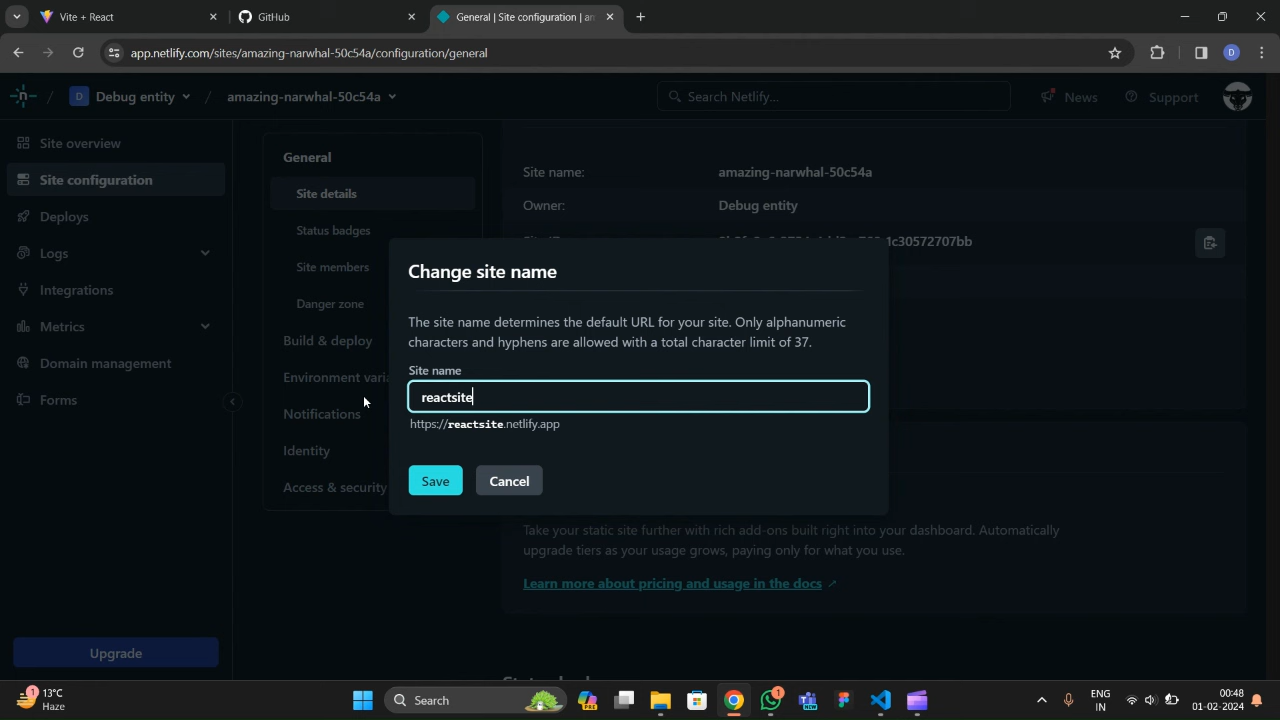 Vite + React
GitHub
General | Site configuration | am
app.netlify.com/sites/amazing-narwhal-50c54a/configuration/general
D
n
/
D
Debug entity
/
amazing-narwhal-50c54a
Search Netlify...
News
Support
Site overview
Site configuration
Deploys
Logs
Integrations
Metrics
Domain management
Forms
Upgrade
General
Site details
Status badges
Site members
Danger zone
Build & deploy
Environment varia
Notifications
Identity
Access & security
Site name:
amazing-narwhal-50c54a
Owner:
Debug entity
1c30572707bb
Change site name
The site name determines the default URL for your site. Only alphanumeric
characters and hyphens are allowed with a total character limit of 37.
Site name
reactsite
https://reactsite.netlify.app
Save
Cancel
Take your static site further with rich add-ons built right into your dashboard. Automatically
upgrade tiers as your usage grows, paying only for what you use.
Learn more about pricing and usage in the docs
1
13°C
Haze
Search
PRE
1
NEW
ENG
IN
00:48
01-02-2024